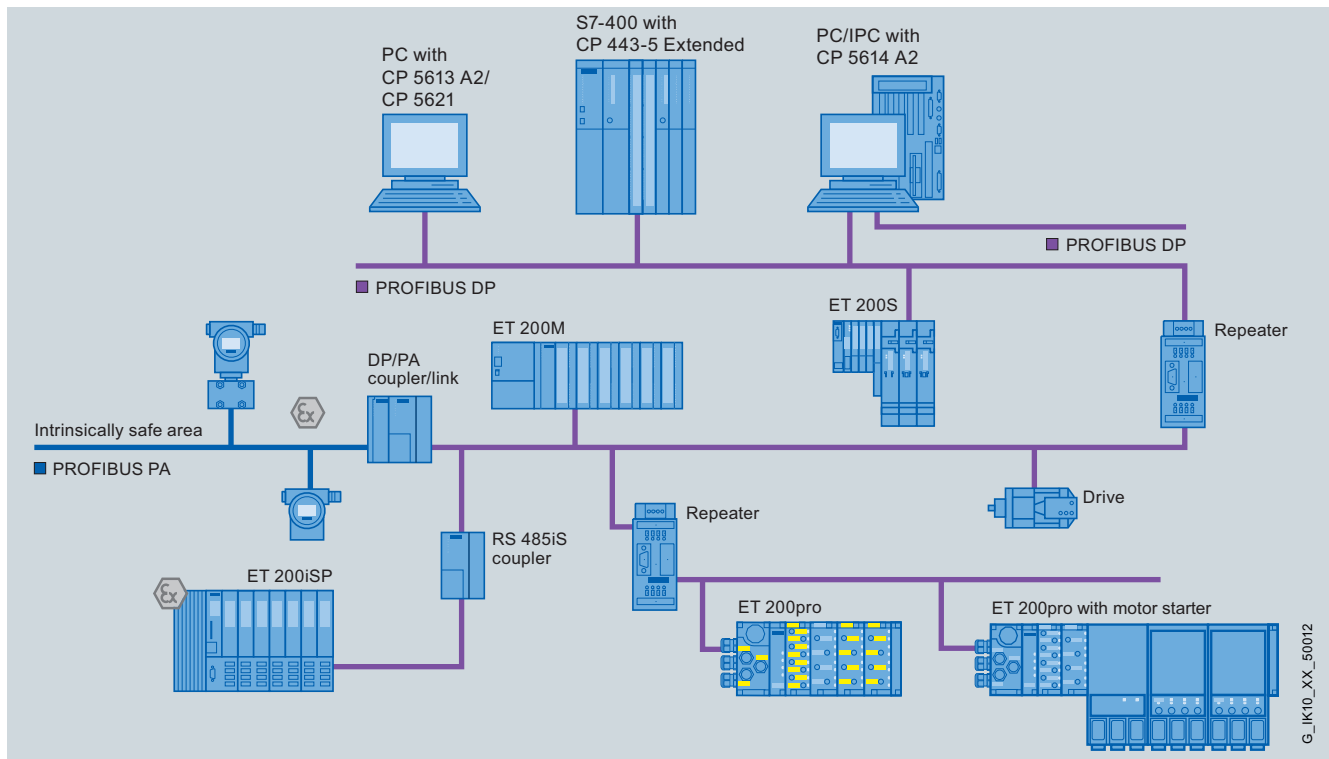 PC with
CP 5613 A2/
CP 5621
S7-400 with
CP 443-5 Extended
PC/IPC with
CP 5614 A2
PROFIBUS DP
PROFIBUS DP
ET 200S
Repeater
ET 200M
DP/PA
coupler/link
Ex
Intrinsically safe area
PROFIBUS PA
Drive
Repeater
RS 485iS
coupler
Ex
ET 200iSP
ET 200pro
ET 200pro with motor starter
G_IK10_XX_50012